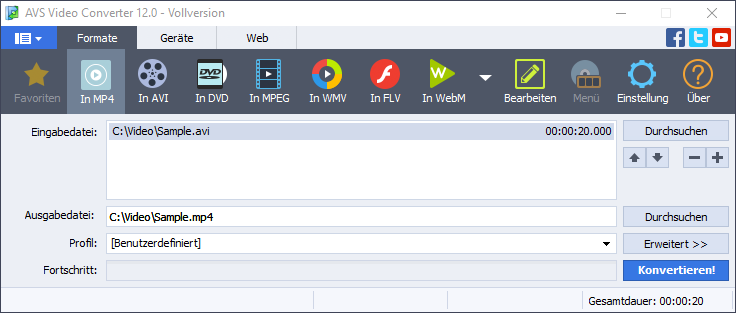 AVS Video Converter 12.0 - Vollversion
Formate Geräte Web
Favoriten In MP4 In AVI In DVD In MPEG In WMV In FLV In WebM Bearbeiten Menü Einstellung Über
Eingabedatei: C:\Video\Sample.avi 00:00:20.000 Durchsuchen
Ausgabedatei: C:\Video\Sample.mp4 Durchsuchen
Profil: [Benutzerdefiniert] Erweitert >>
Fortschritt: Konvertieren!
Gesamtdauer: 00:00:20